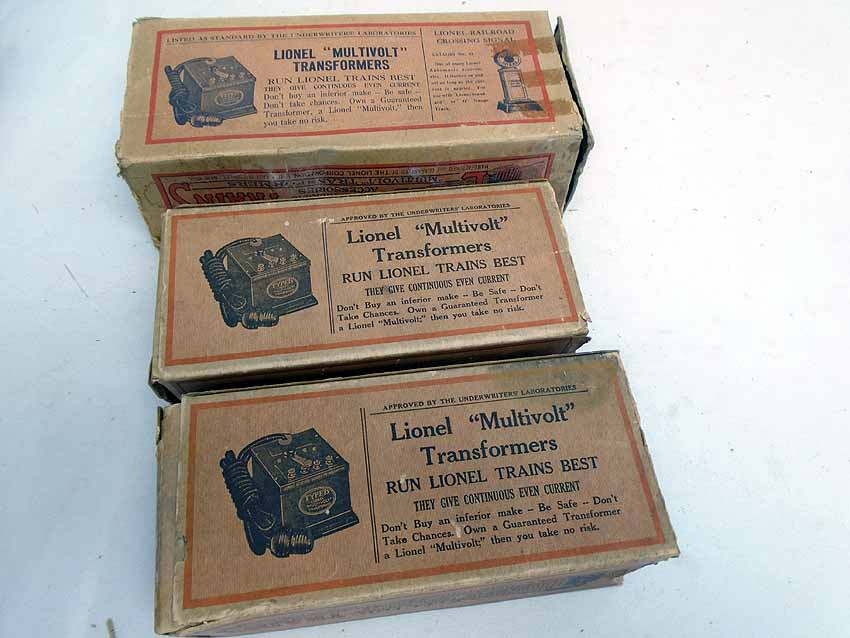 LISTED AS STANDARD BY THE UNDERWRITERS' LABORATORIES
LIONEL "MULTIVOLT"
TRANSFORMERS
RUN LIONEL TRAINS BEST
THEY GIVE CONTINUOUS EVEN CURRENT
Don't buy an inferior make – Be safe –
Don't take chances. Own a Guaranteed
Transformer, a Lionel "Multivolt," then
you take no risk.
LIONEL RAILROAD
CROSSING SIGNAL
ACCESSORIES
"MULTIVOLT" TRANSFORMERS
APPROVED BY THE UNDERWRITERS' LABORATORIES
Lionel "Multivolt"
Transformers
RUN LIONEL TRAINS BEST
THEY GIVE CONTINUOUS EVEN CURRENT
Don't Buy an inferior make – Be Safe – Don't
Take Chances. Own a Guaranteed Transformer
a Lionel "Multivolt," then you take no risk.
APPROVED BY THE UNDERWRITERS' LABORATORIES
Lionel "Multivolt"
Transformers
RUN LIONEL TRAINS BEST
THEY GIVE CONTINUOUS EVEN CURRENT
Don't Buy an inferior make – Be Safe – Don't
Take Chances. Own a Guaranteed Transformer
a Lionel "Multivolt," then you take no risk.